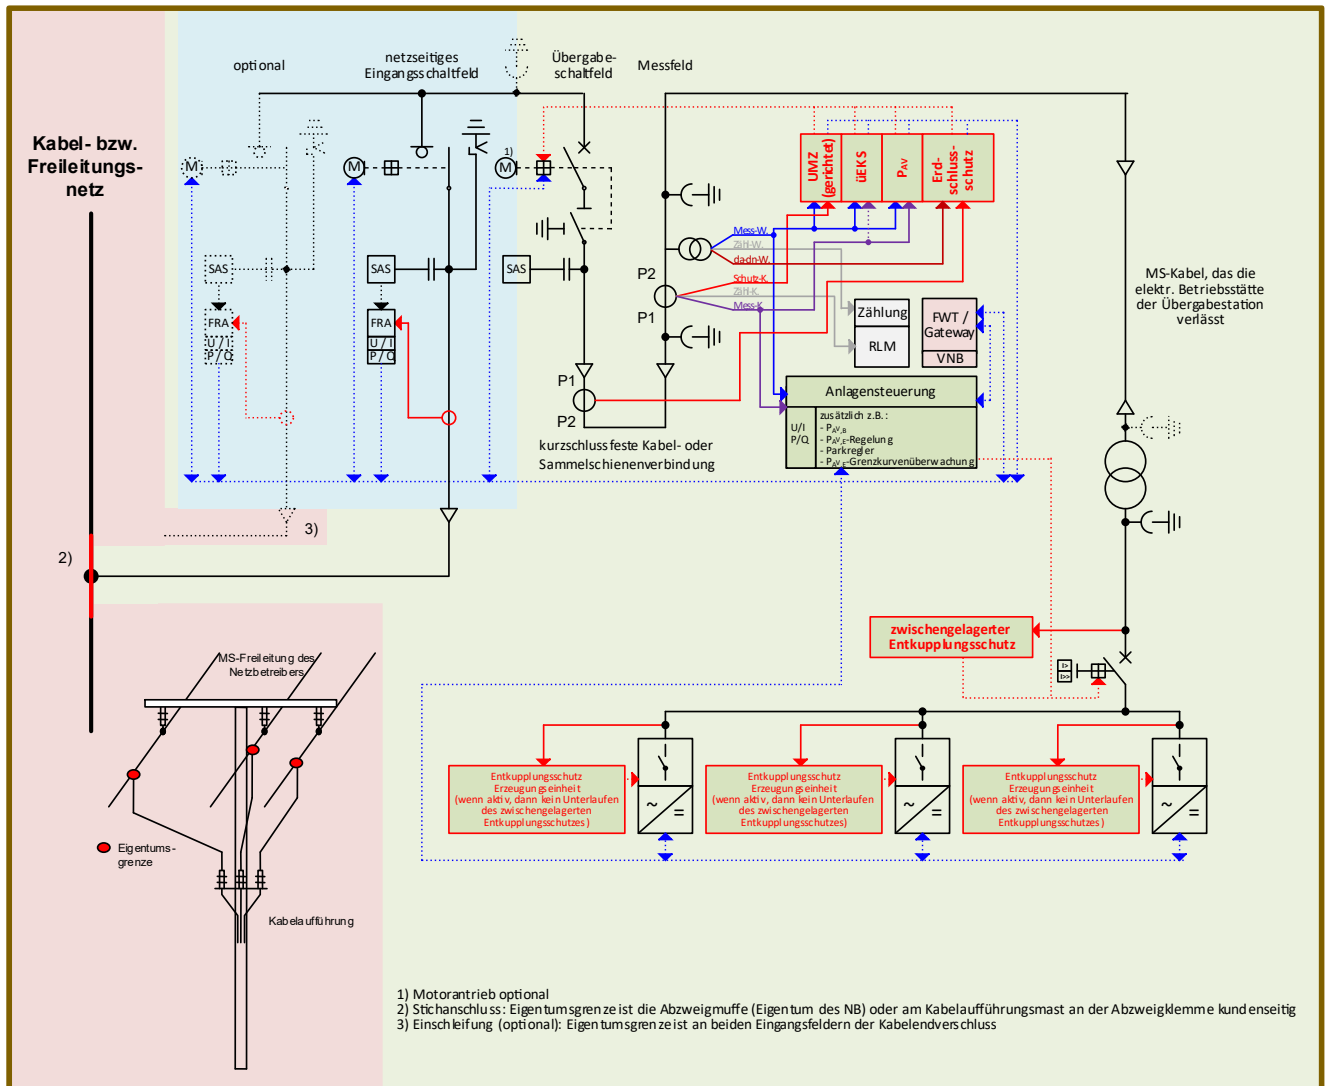 optional
netzseitiges
Eingangsschaltfeld
Übergabe-
schaltfeld
Messfeld
Kabel- bzw.
Freileitungs-
netz
M
M
M
1)
UMZ
(gerichtet)
üEKS
PAV
Erd-
schluss-
schutz
Mess-W.
Zähl-W.
da-dn-W.
Schutz-K.
Zähl-K.
Mess-K.
SAS
SAS
SAS
P2
P1
FRA
U / I
P / Q
FRA
U / I
P / Q
Zählung
RLM
FWT /
Gateway
VNB
MS-Kabel, das die
elektr. Betriebsstätte
der Übergabestation
verlässt
P1
P2
Anlagensteuerung
U/I
P/Q
zusätzlich z.B.:
- PAV,B
- PAV,E-Regelung
- Parkregler
- PAV,E-Grenzkurvenüberwachung
kurzschlussfeste Kabel- oder
Sammelschienenverbindung
3)
2)
zwischengelagerter
Entkupplungsschutz
I>
I>>
MS-Freileitung des
Netzbetreibers
Entkupplungsschutz
Erzeugungseinheit
(wenn aktiv, dann kein Unterlaufen
des zwischengelagerten
Entkupplungsschutzes)
~
=
Entkupplungsschutz
Erzeugungseinheit
(wenn aktiv, dann kein Unterlaufen
des zwischengelagerten
Entkupplungsschutzes)
~
=
Entkupplungsschutz
Erzeugungseinheit
(wenn aktiv, dann kein Unterlaufen
des zwischengelagerten
Entkupplungsschutzes)
~
=
Eigentums-
grenze
Kabelaufführung
1) Motorantrieb optional
2) Stichanschluss: Eigentumsgrenze ist die Abzweigmuffe (Eigentum des NB) oder am Kabelaufführungsmast an der Abzweigklemme kundenseitig
3) Einschleifung (optional): Eigentumsgrenze ist an beiden Eingangsfeldern der Kabelendverschluss